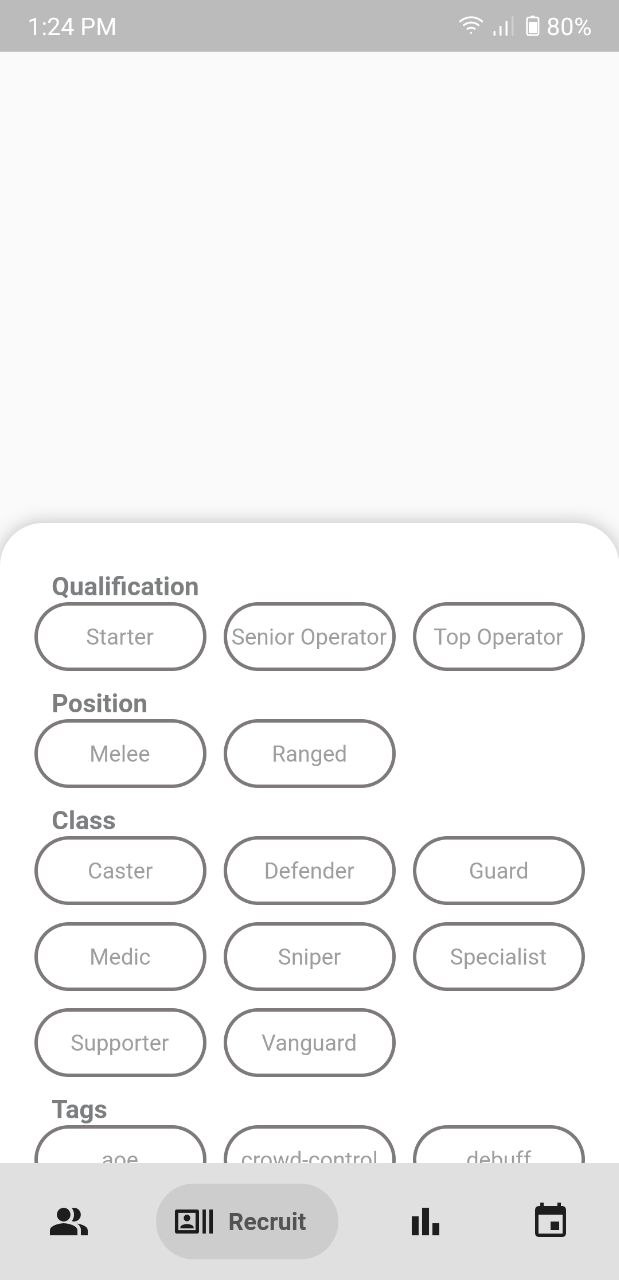 1:24 PM 80%
Qualification
Starter Senior Operator Top Operator
Position
Melee Ranged
Class
Caster Defender Guard
Medic Sniper Specialist
Supporter Vanguard
Tags
aoe crowd-control debuff
Recruit